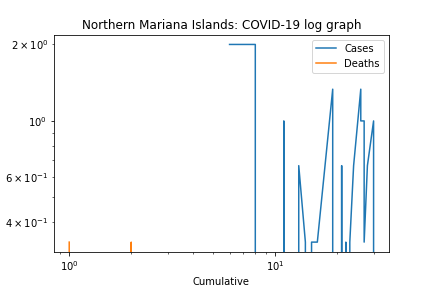 Northern Mariana Islands: COVID-19 log graph
2 × 10⁰
10⁰
6 × 10⁻¹
4 × 10⁻¹
Cases
Deaths
10⁰ 10¹
Cumulative